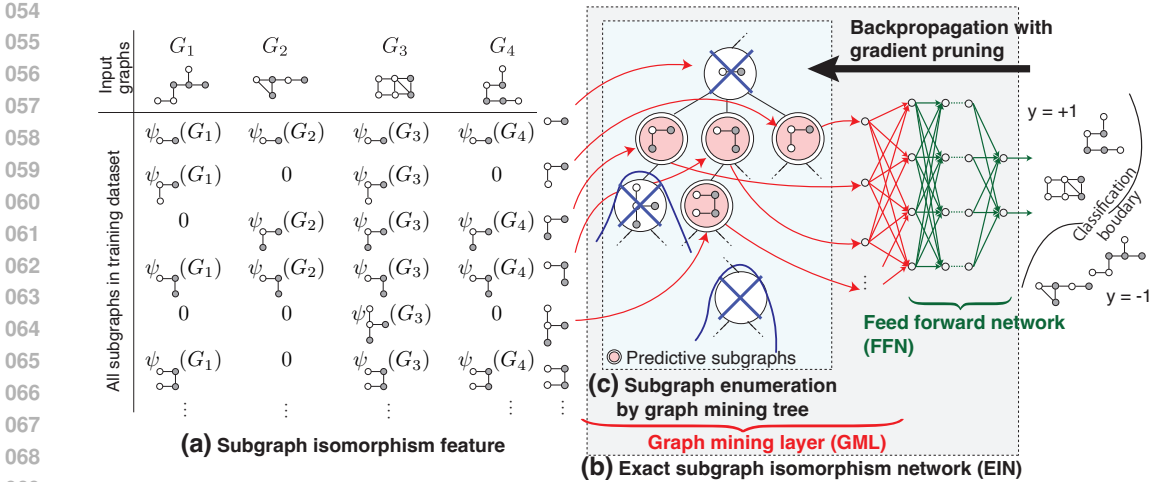 054
055
056
057
058
059
060
061
062
063
064
065
066
067
068
Input graphs
G1 G2 G3 G4
All subgraphs in training dataset
ψ (G1) ψ (G2) ψ (G3) ψ (G4)
ψ (G1) 0 ψ (G3) 0
0 ψ (G2) ψ (G3) ψ (G4)
ψ (G1) ψ (G2) ψ (G3) ψ (G4)
0 0 ψ (G3) 0
ψ (G1) 0 ψ (G3) ψ (G4)
⋮ ⋮ ⋮ ⋮ ⋮
(a) Subgraph isomorphism feature
Backpropagation with
gradient pruning
y = +1
Classification
boudary
y = -1
⋮
Feed forward network
(FFN)
Predictive subgraphs
(c) Subgraph enumeration
by graph mining tree
Graph mining layer (GML)
(b) Exact subgraph isomorphism network (EIN)